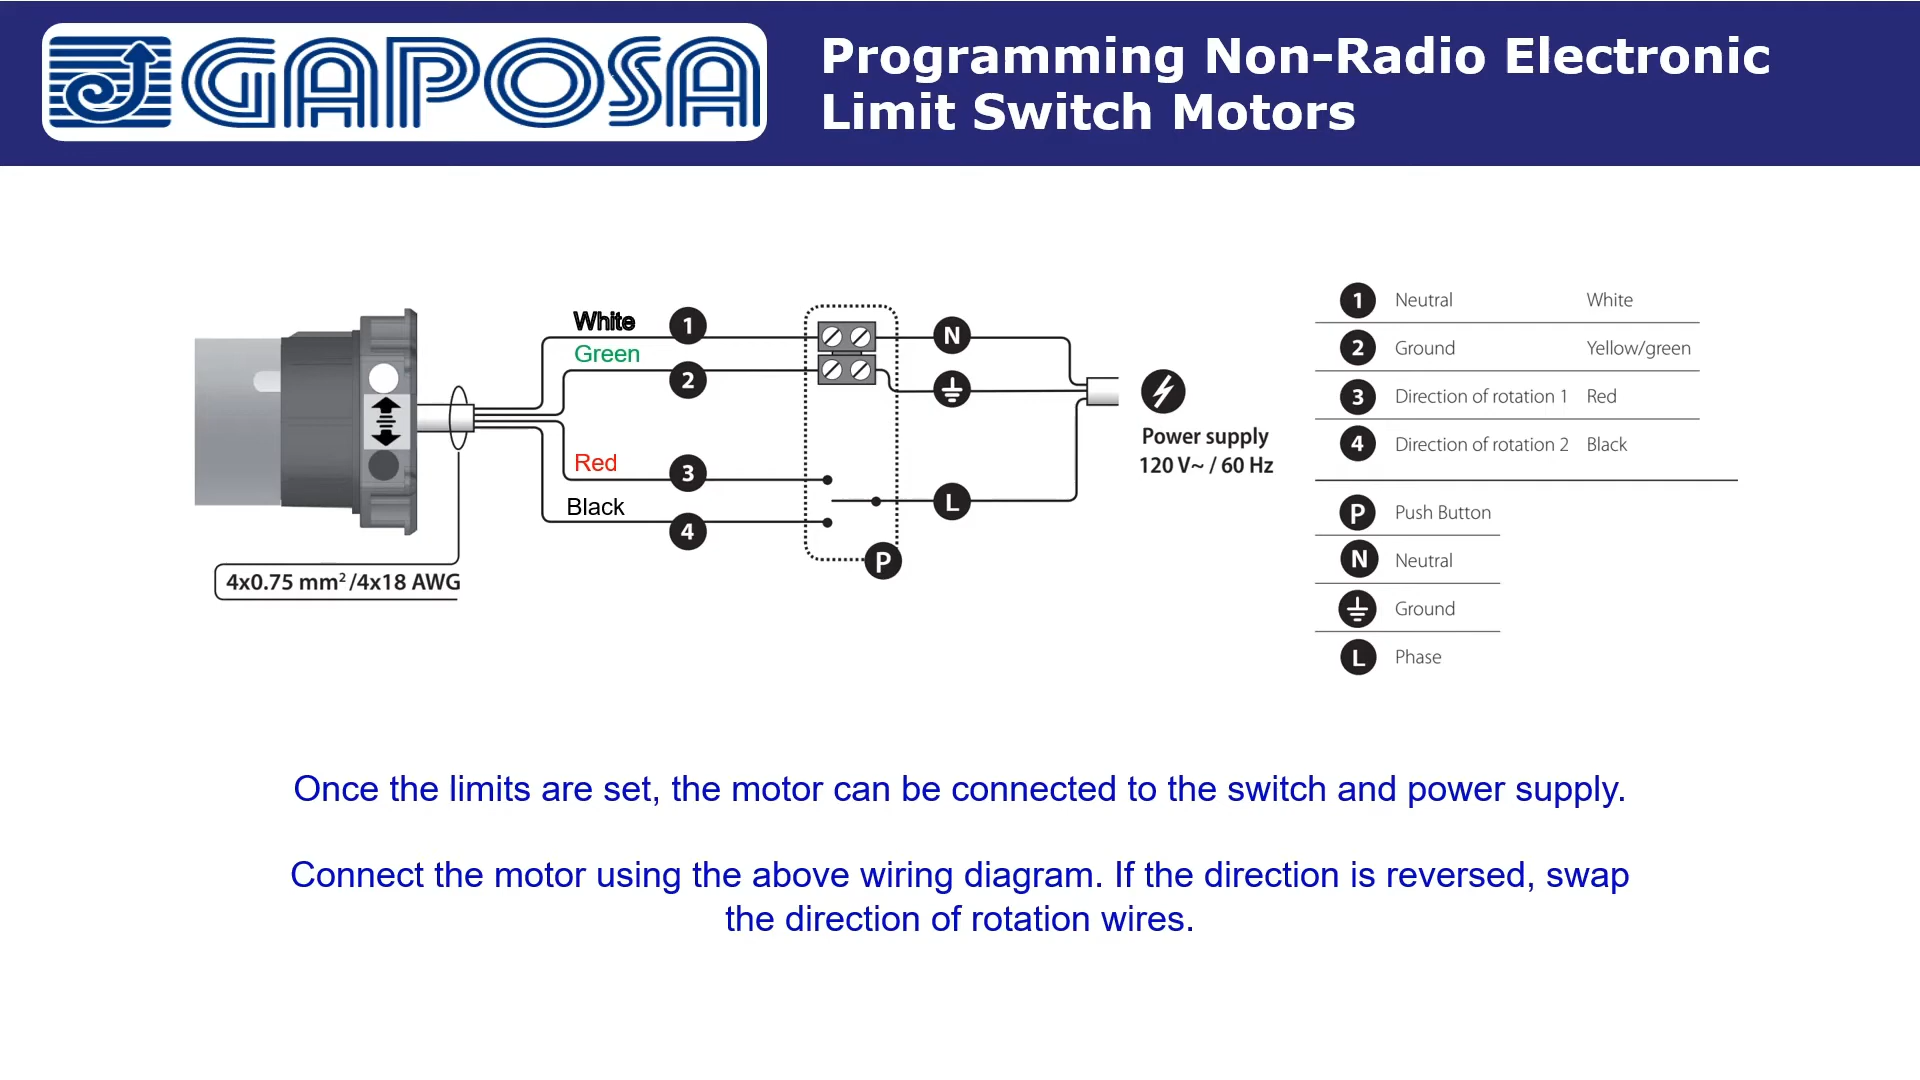 GAPOSA
Programming Non-Radio Electronic
Limit Switch Motors
White
1
Green
2
Red
3
Black
4
4x0.75 mm²/4x18 AWG
N
L
P
Power supply
120 V~ / 60 Hz
1 Neutral White
2 Ground Yellow/green
3 Direction of rotation 1 Red
4 Direction of rotation 2 Black
P Push Button
N Neutral
Ground
L Phase
Once the limits are set, the motor can be connected to the switch and power supply.
Connect the motor using the above wiring diagram. If the direction is reversed, swap
the direction of rotation wires.